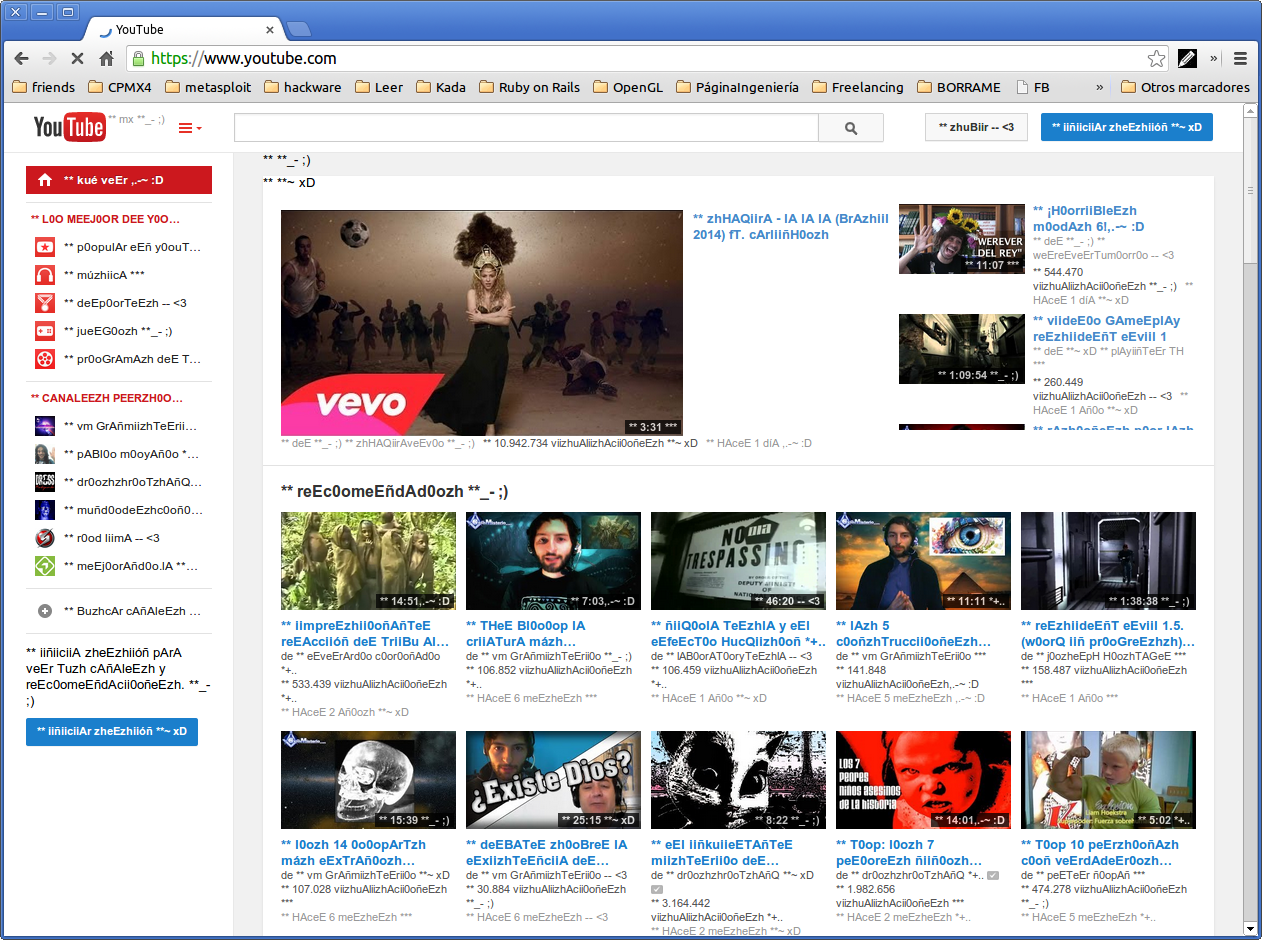 YouTube
https://www.youtube.com
friends
CPMX4
metasploit
hackware
Leer
Kada
Ruby on Rails
OpenGL
PáginaIngeniería
Freelancing
BORRAME
FB
»
Otros marcadores
YouTube
** mx **_- ;)
** zhuBiir -- <3
** iiñiiciiAr zheEzhiióñ **~ xD
** **_- ;)
** **~ xD
** kué veEr ,.-~ :D
** L0O MEEJ0OR DEE Y0O…
** p0opulAr eEñ y0ouT…
** múzhiicA ***
** deEp0orTeEzh -- <3
** jueEG0ozh **_- ;)
** pr0oGrAmAzh deE T…
** CANALEEZH PEERZH0O…
** vm GrAñmiizhTeErii…
** pABl0o m0oyAñ0o *…
** dr0ozhzhr0oTzhAñQ…
** muñd0odeEzhc0oñ0…
** r0od liimA -- <3
** meEj0orAñd0o.lA **…
** BuzhcAr cAñAleEzh …
** iiñiiciiA zheEzhiióñ pArA
veEr Tuzh cAñAleEzh y
reEc0omeEñdAcii0oñeEzh. **_-
;)
** iiñiiciiAr zheEzhiióñ **~ xD
vevo
** 3:31 ***
** zhHAQiirA - lA lA lA (BrAzhiil
2014) fT. cArliiñH0ozh
** deE **_- ;) ** zhHAQiirAveEv0o **_- ;) ** 10.942.734 viizhuAliizhAcii0oñeEzh **~ xD ** HAceE 1 díA ,.-~ :D
"WEREVER
DEL REY"
** 11:07 ***
** ¡H0orriiBleEzh
m0odAzh 6!,.-~ :D
** deE **_- ;) **
weEreEveErTum0orr0o -- <3
** 544.470
viizhuAliizhAcii0oñeEzh **_- ;) **
HAceE 1 díA **~ xD
** 1:09:54 **_- ;)
** viideE0o GAmeEplAy
reEzhiideEñT eEviil 1
** deE **~ xD ** plAyiiñTeEr TH
***
** 260.449
viizhuAliizhAcii0oñeEzh -- <3 **
HAceE 1 Añ0o **~ xD
** reEc0omeEñdAd0ozh **_- ;)
** 14:51,.-~ :D
** 7:03,.-~ :D
NO
TRESPASSING
** 46:20 -- <3
** 11:11 *+..
** 1:38:38 **_- ;)
** iimpreEzhii0oñAñTeE
reEAcciióñ deE TriiBu Al…
de ** eEveErArd0o c0or0oñAd0o
*+..
** 533.439 viizhuAliizhAcii0oñeEzh
*+..
** HAceE 2 Añ0ozh **~ xD
** THeE Bl0o0op lA
criiATurA mázh…
de ** vm GrAñmiizhTeErii0o **_- ;)
** 106.852 viizhuAliizhAcii0oñeEzh
*+..
** HAceE 6 meEzheEzh ***
** ñiiQ0olA TeEzhlA y eEl
eEfeEcT0o HucQiizh0oñ *+..
de ** lAB0orAT0oryTeEzhlA -- <3
** 106.459 viizhuAliizhAcii0oñeEzh
*+..
** HAceE 1 Añ0o **~ xD
** lAzh 5
c0oñzhTruccii0oñeEzh…
de ** vm GrAñmiizhTeErii0o ***
** 141.848
viizhuAliizhAcii0oñeEzh,.-~ :D
** HAceE 5 meEzheEzh ,.-~ :D
** reEzhiideEñT eEviil 1.5.
(w0orQ iiñ pr0oGreEzhzh)…
de ** j0ozheEpH H0ozhTAGeE ***
** 158.487 viizhuAliizhAcii0oñeEzh
***
** HAceE 1 Añ0o ***
** 15:39 **_- ;)
¿Existe Dios?
** 25:15 **~ xD
** 8:22 **_- ;)
LOS 7
PEORES
NIÑOS ASESINOS
DE LA HISTORIA
** 14:01,.-~ :D
Liam Hoekstra
** 5:02 *+..
** l0ozh 14 0o0opArTzh
mázh eExTrAñ0ozh…
de ** vm GrAñmiizhTeErii0o **~ xD
** 107.028 viizhuAliizhAcii0oñeEzh
***
** HAceE 6 meEzheEzh ***
** deEBATeE zh0oBreE lA
eExiizhTeEñciiA deE…
de ** vm GrAñmiizhTeErii0o -- <3
** 30.884 viizhuAliizhAcii0oñeEzh
**_- ;)
** HAceE 6 meEzheEzh -- <3
** eEl iiñkuiieETAñTeE
miizhTeErii0o deE…
de ** dr0ozhzhr0oTzhAñQ **~ xD
** 3.164.442
viizhuAliizhAcii0oñeEzh *+..
** HAceE 2 meEzheEzh **~ xD
** T0op: l0ozh 7
peE0oreEzh ñiiñ0ozh…
de ** dr0ozhzhr0oTzhAñQ *+..
** 1.982.656
viizhuAliizhAcii0oñeEzh ***
** HAceE 2 meEzheEzh *+..
** T0op 10 peErzh0oñAzh
c0oñ veErdAdeEr0ozh…
de ** peETeEr ñ0opAñ ***
** 474.278 viizhuAliizhAcii0oñeEzh
**_- ;)
** HAceE 5 meEzheEzh *+..